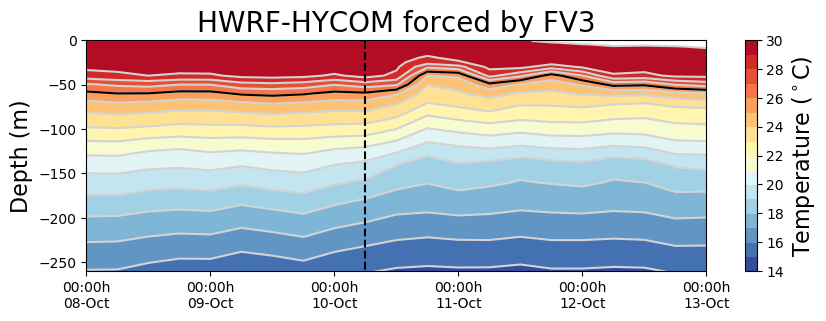 HWRF-HYCOM forced by FV3
Depth (m)
0
−50
−100
−150
−200
−250
00:00h
08-Oct
00:00h
09-Oct
00:00h
10-Oct
00:00h
11-Oct
00:00h
12-Oct
00:00h
13-Oct
30
28
26
24
22
20
18
16
14
Temperature (°C)